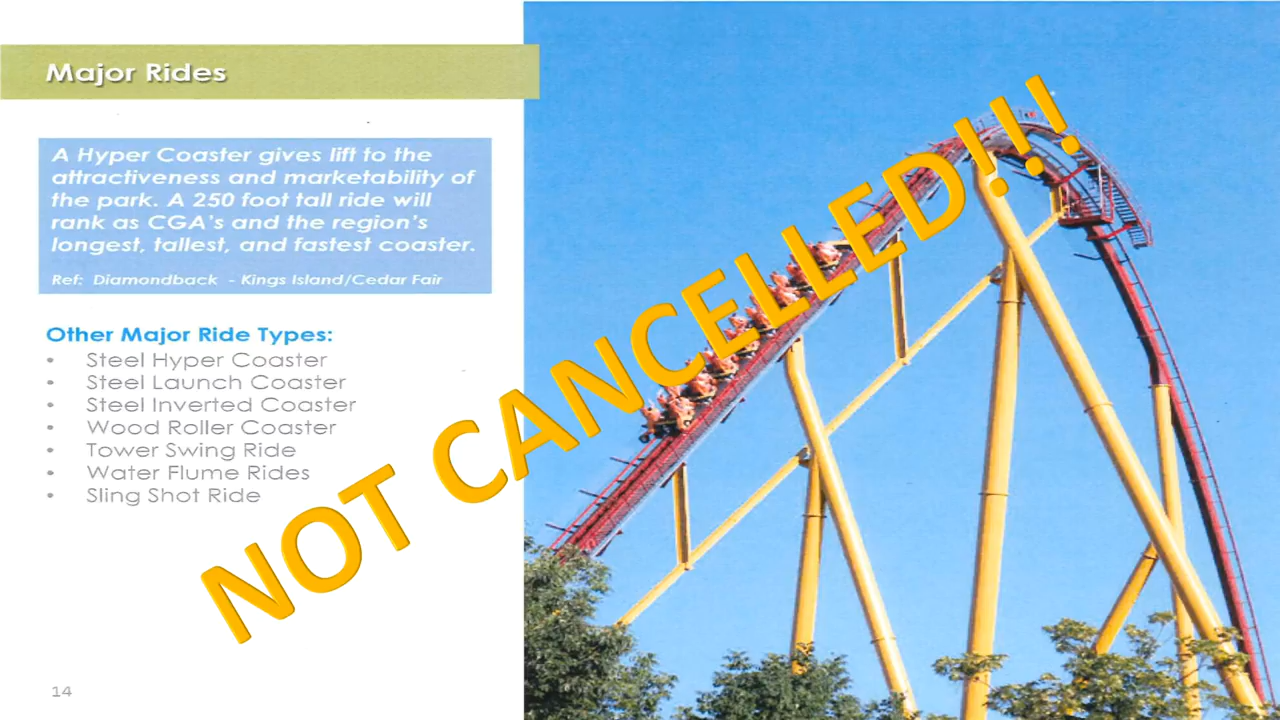 Major Rides
A Hyper Coaster gives lift to the
attractiveness and marketability of
the park. A 250 foot tall ride will
rank as CGA's and the region's
longest, tallest, and fastest coaster.
Ref: Diamondback - Kings Island/Cedar Fair
Other Major Ride Types:
• Steel Hyper Coaster
• Steel Launch Coaster
• Steel Inverted Coaster
• Wood Roller Coaster
• Tower Swing Ride
• Water Flume Rides
• Sling Shot Ride
NOT CANCELLED!!!
14